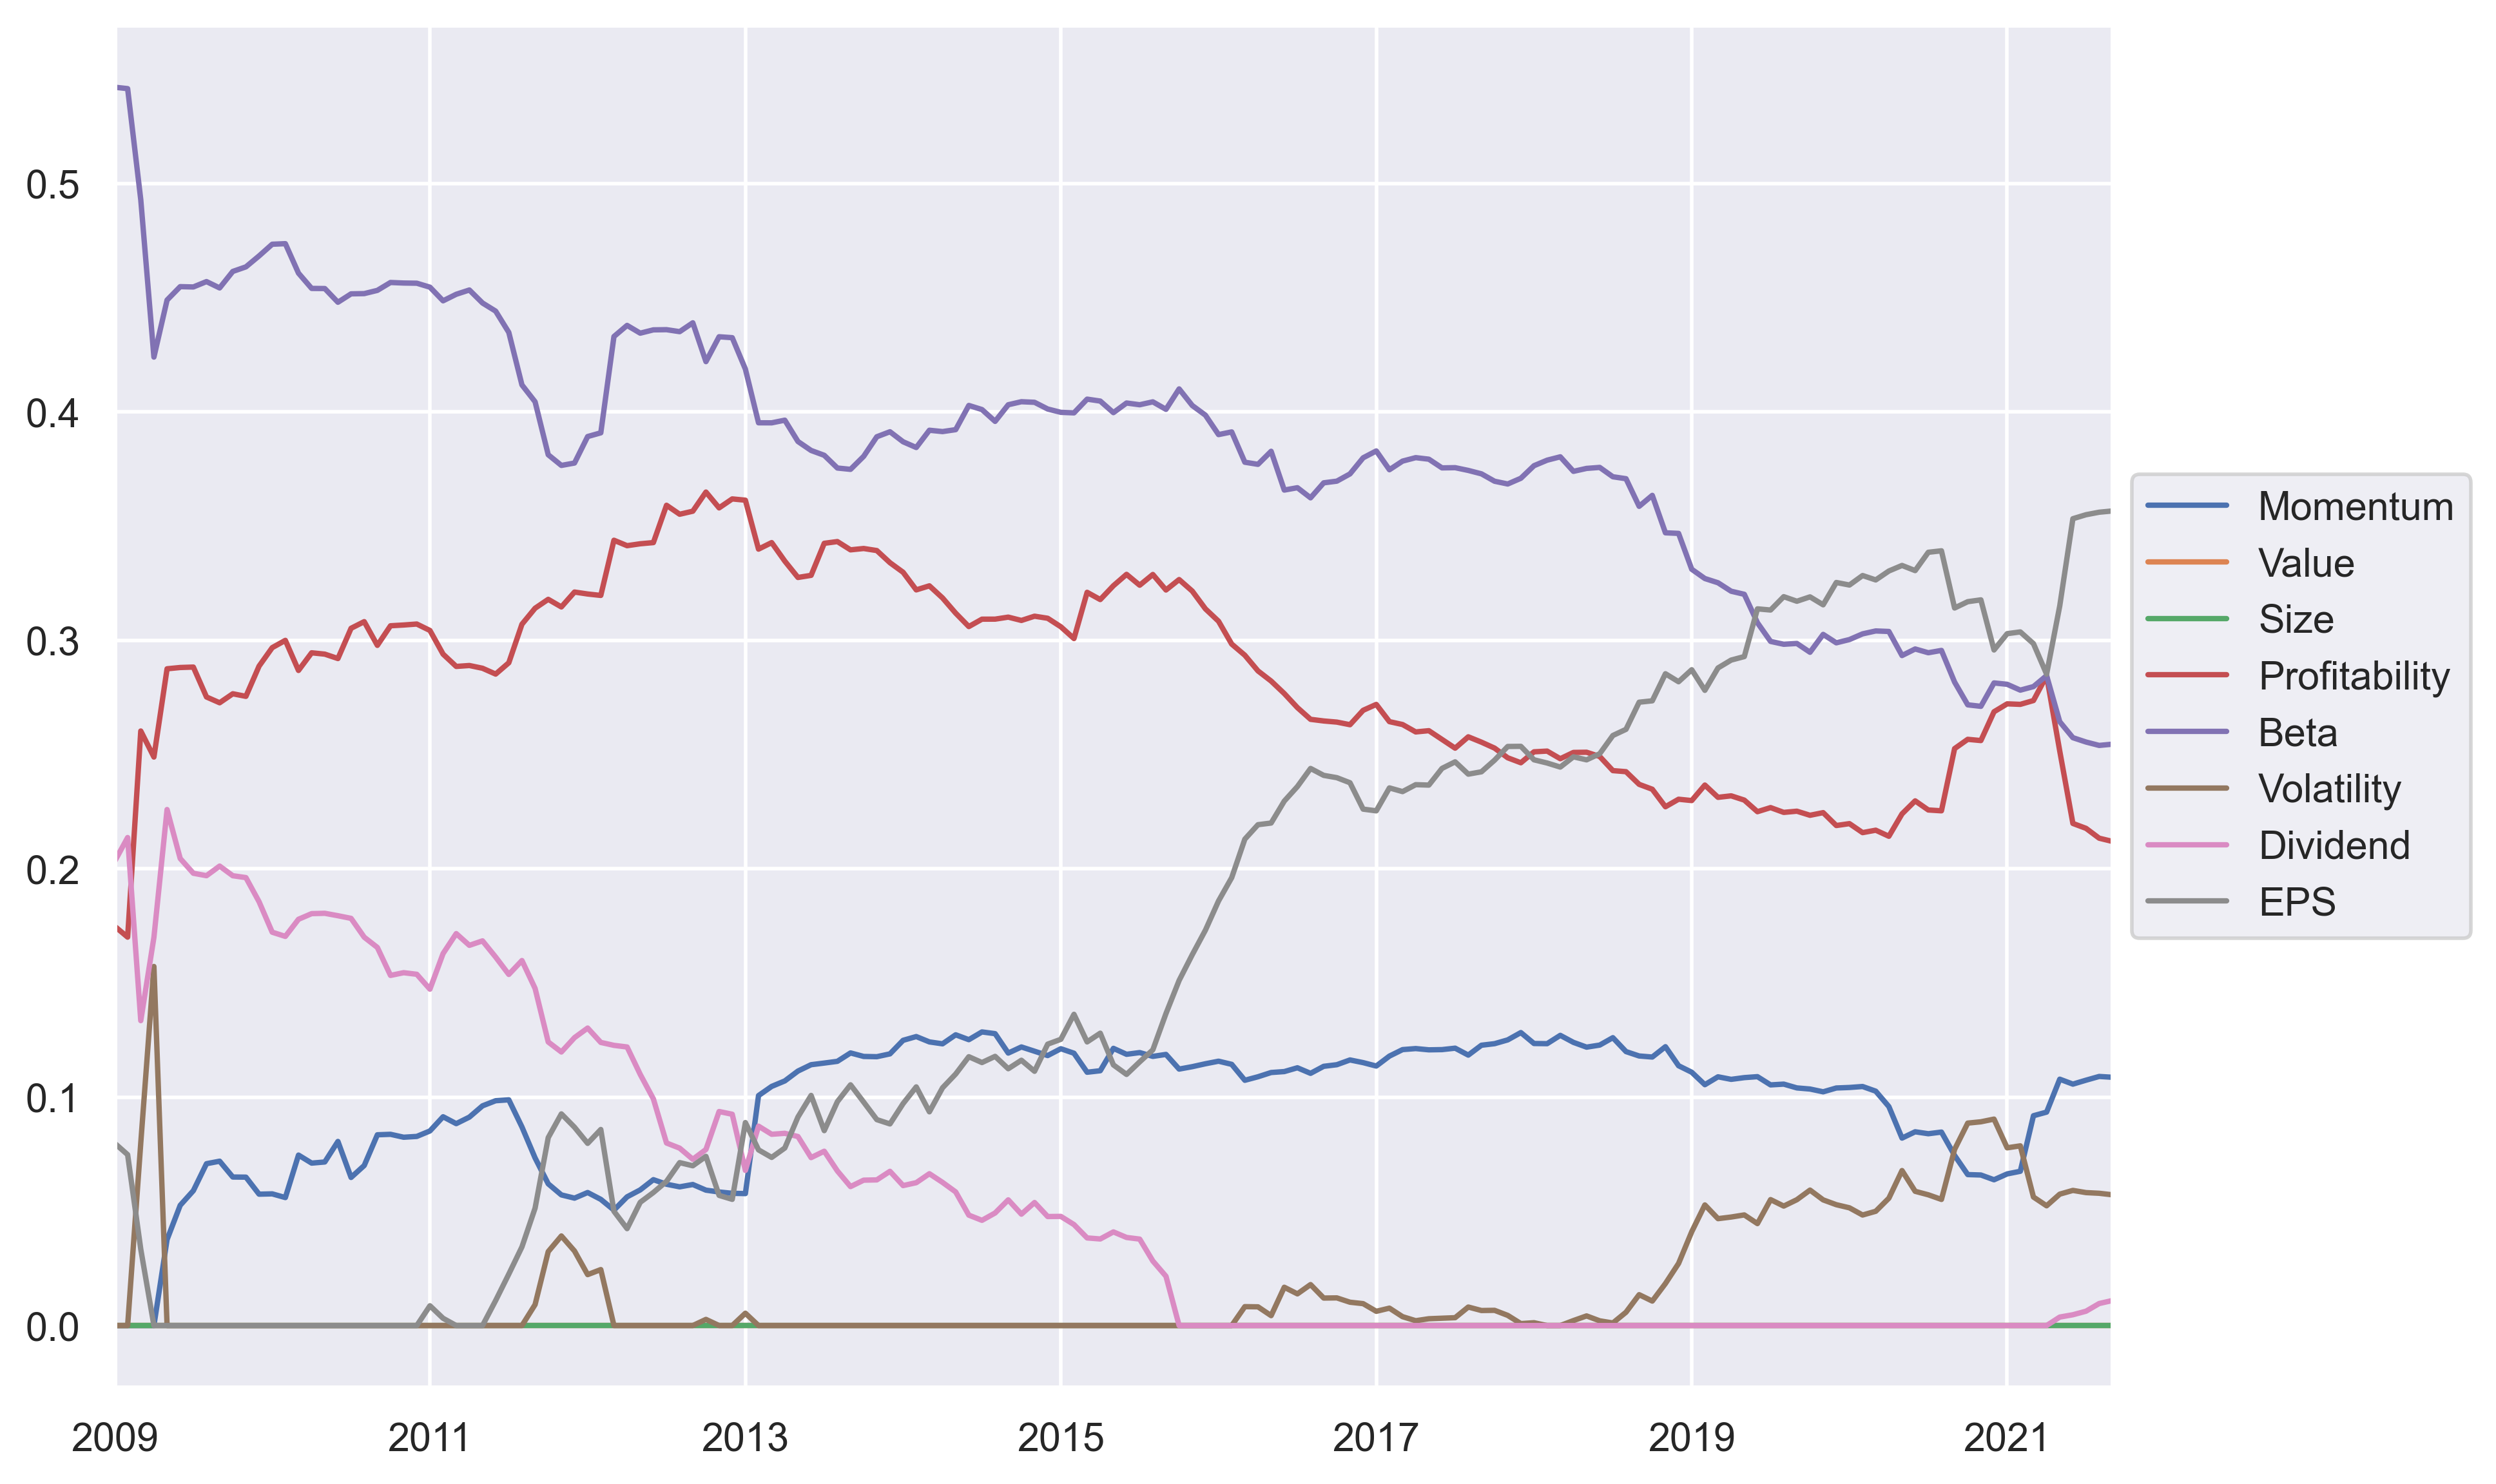 0.5
0.4
0.3
0.2
0.1
0.0
2009 2011 2013 2015 2017 2019 2021
Momentum
Value
Size
Profitability
Beta
Volatility
Dividend
EPS